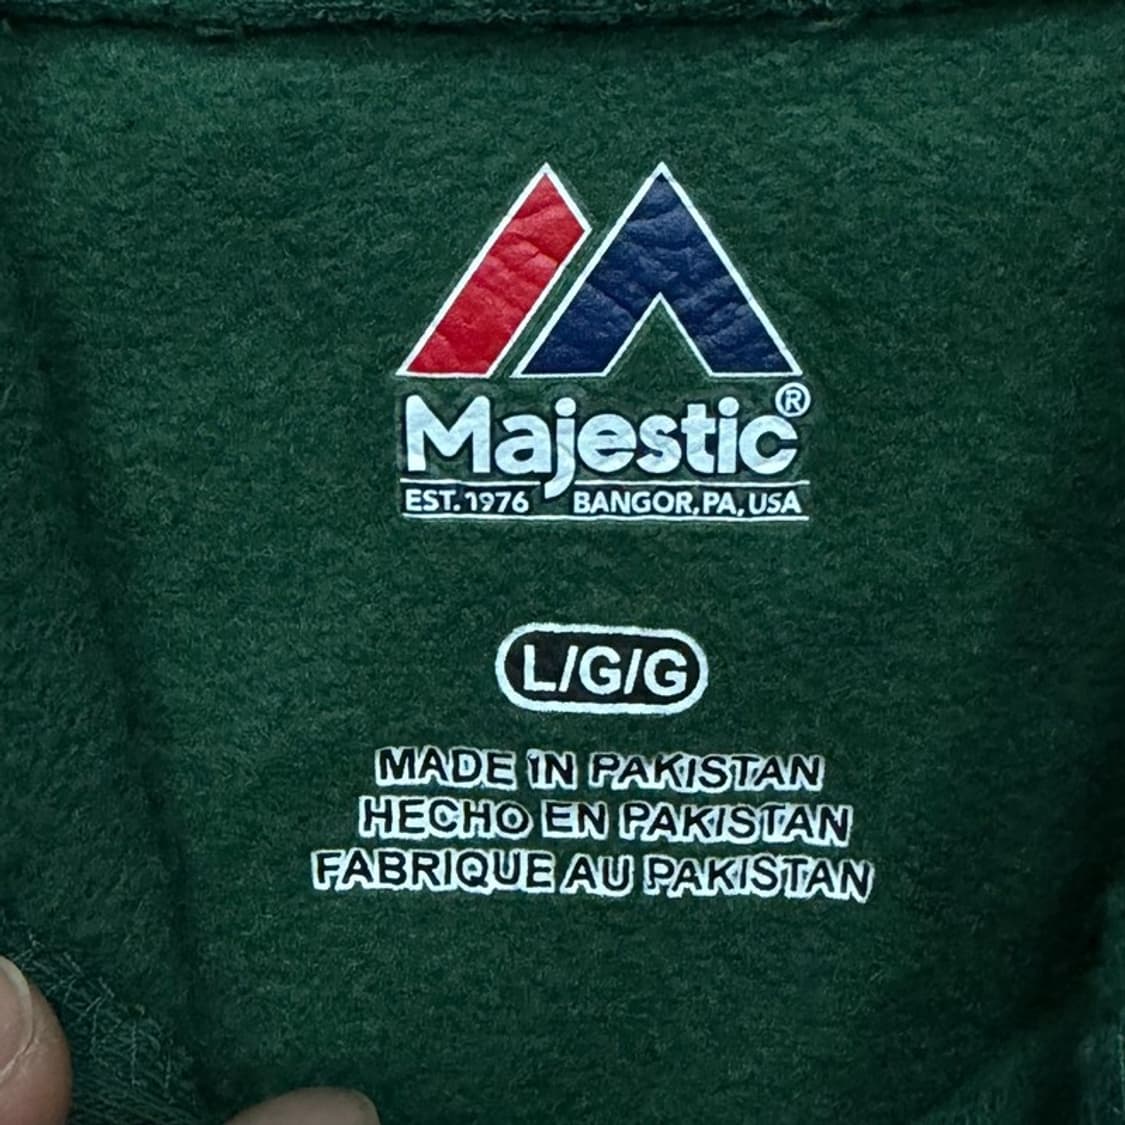 Majestic®
EST. 1976 BANGOR, PA, USA
L/G/G
MADE IN PAKISTAN
HECHO EN PAKISTAN
FABRIQUE AU PAKISTAN